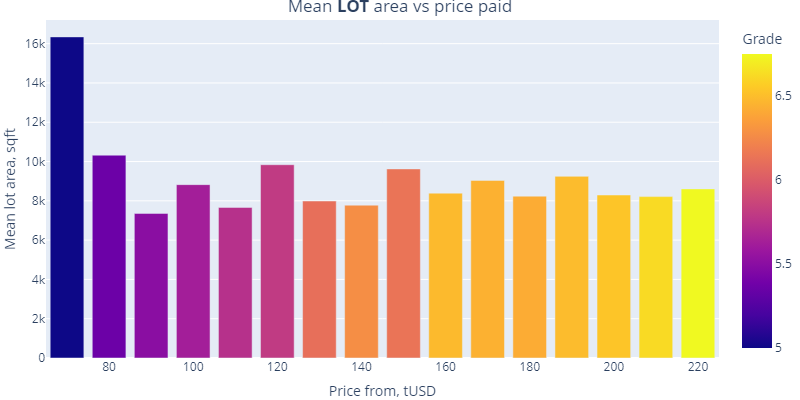 Mean LOT area vs price paid
Grade
16k
14k
12k
10k
8k
6k
4k
2k
0
Mean lot area, sqft
80 100 120 140 160 180 200 220
Price from, tUSD
6.5
6
5.5
5